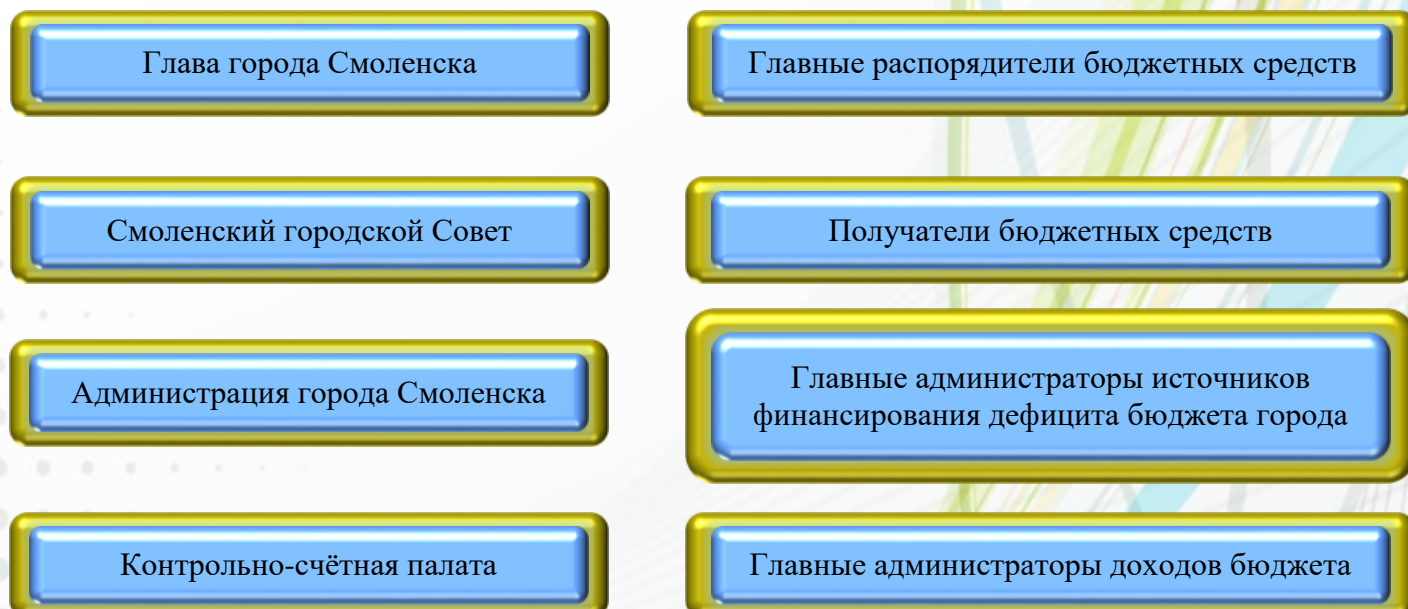 Глава города Смоленска
Главные распорядители бюджетных средств
Смоленский городской Совет
Получатели бюджетных средств
Администрация города Смоленска
Главные администраторы источников
финансирования дефицита бюджета города
Контрольно-счётная палата
Главные администраторы доходов бюджета